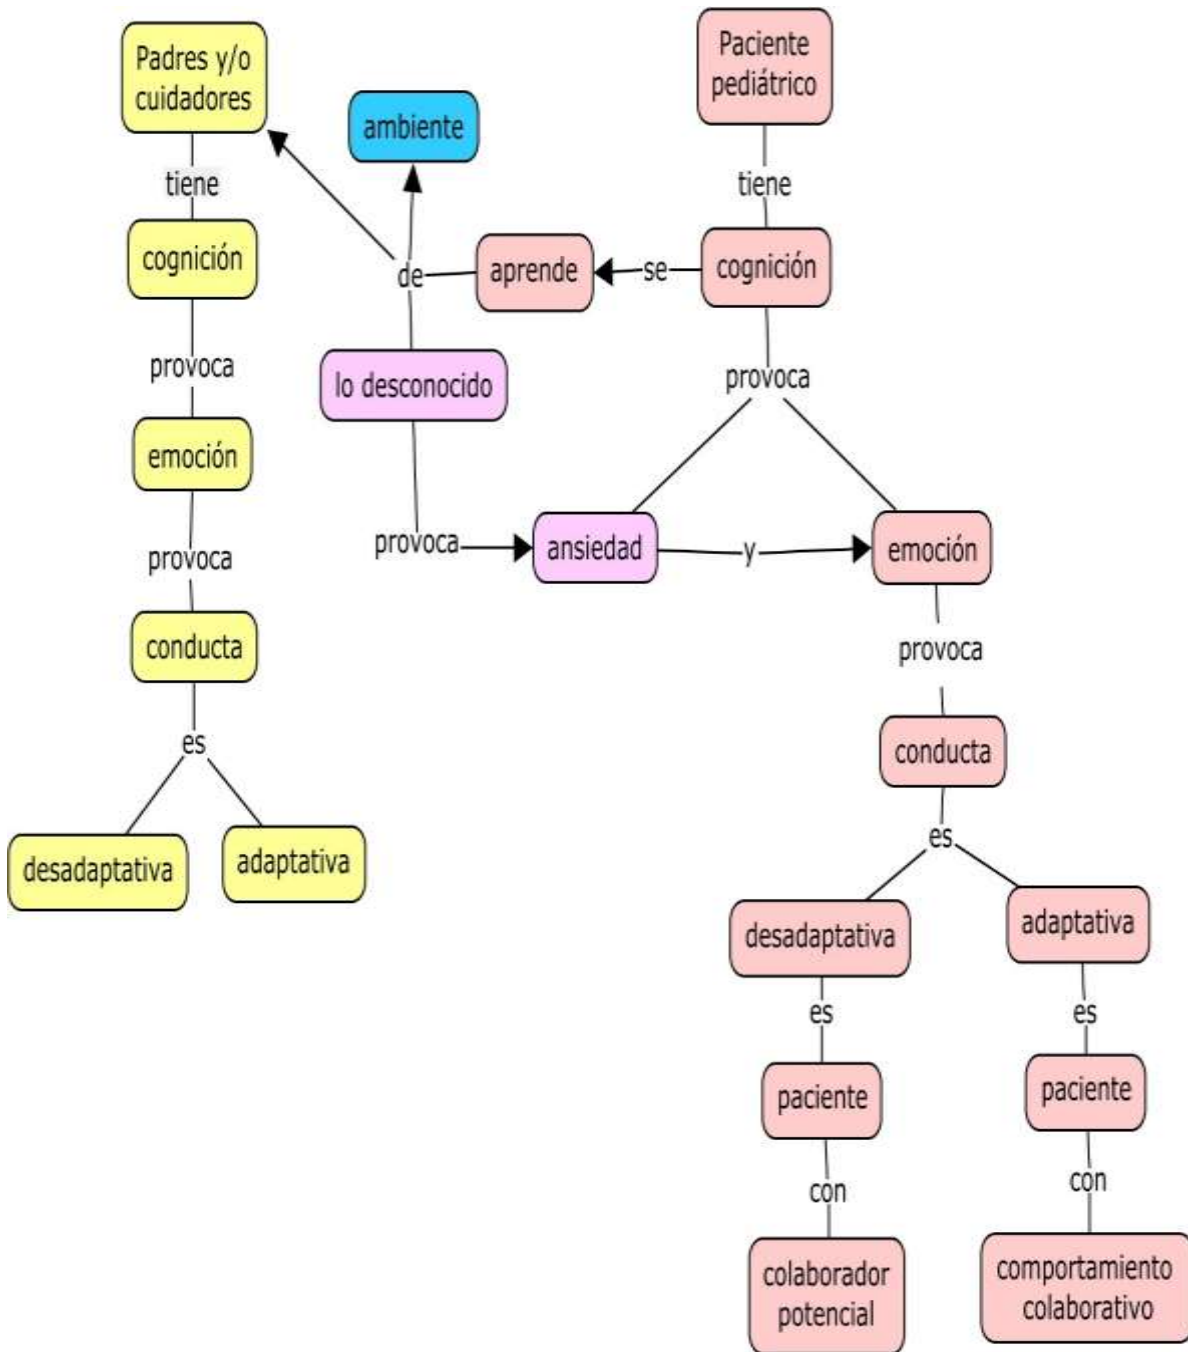 Padres y/o
cuidadores
Paciente
pediátrico
ambiente
tiene
tiene
cognición
de
aprende
se
cognición
provoca
lo desconocido
provoca
emoción
provoca
provoca
ansiedad
y
emoción
conducta
provoca
es
conducta
desadaptativa
adaptativa
es
desadaptativa
adaptativa
es
es
paciente
paciente
con
con
colaborador
potencial
comportamiento
colaborativo